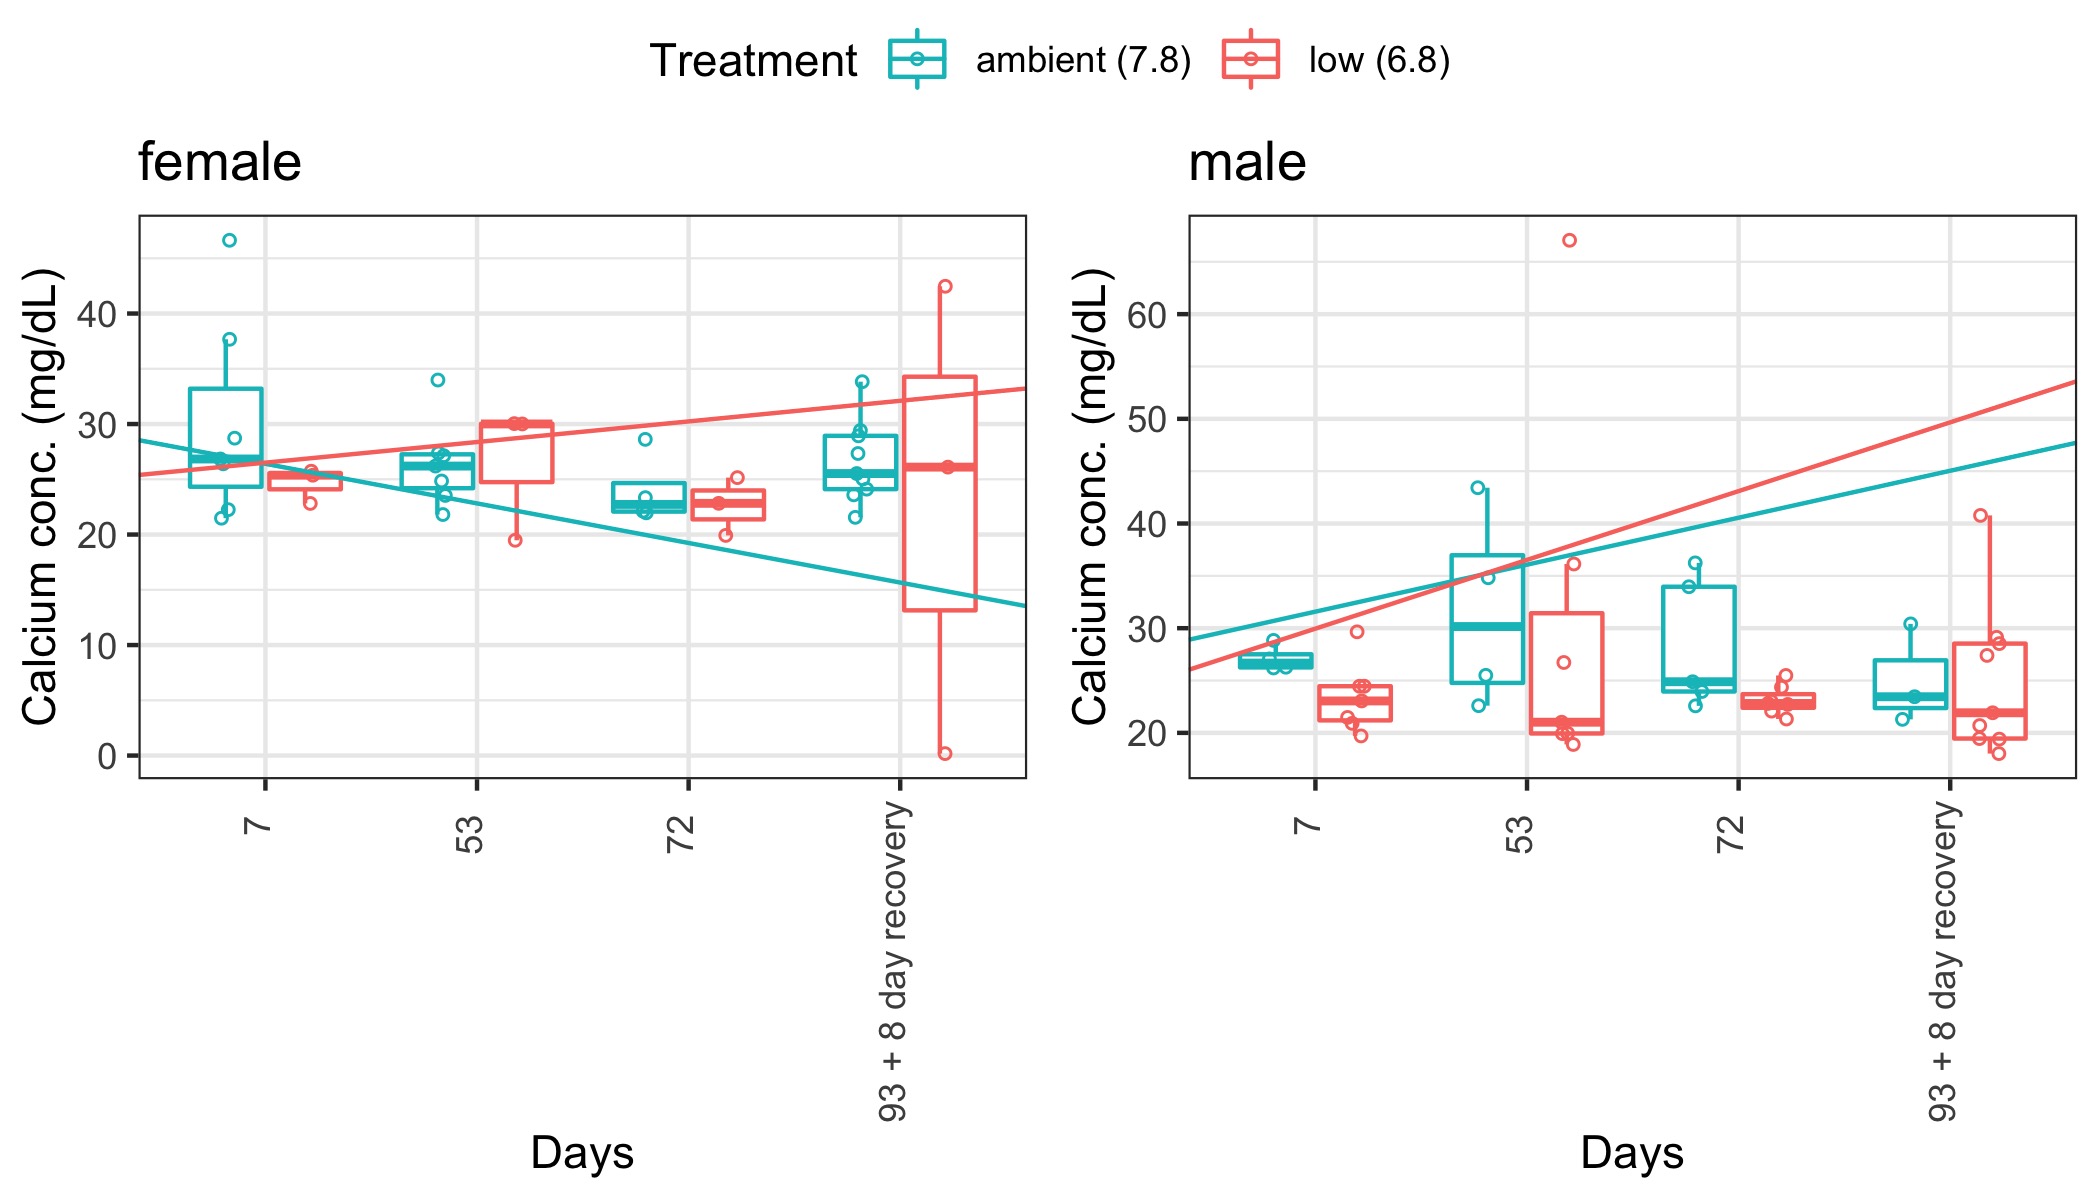 Treatment ambient (7.8) low (6.8)
female
Calcium conc. (mg/dL)
40
30
20
10
0
7
53
72
93 + 8 day recovery
Days
male
Calcium conc. (mg/dL)
60
50
40
30
20
7
53
72
93 + 8 day recovery
Days